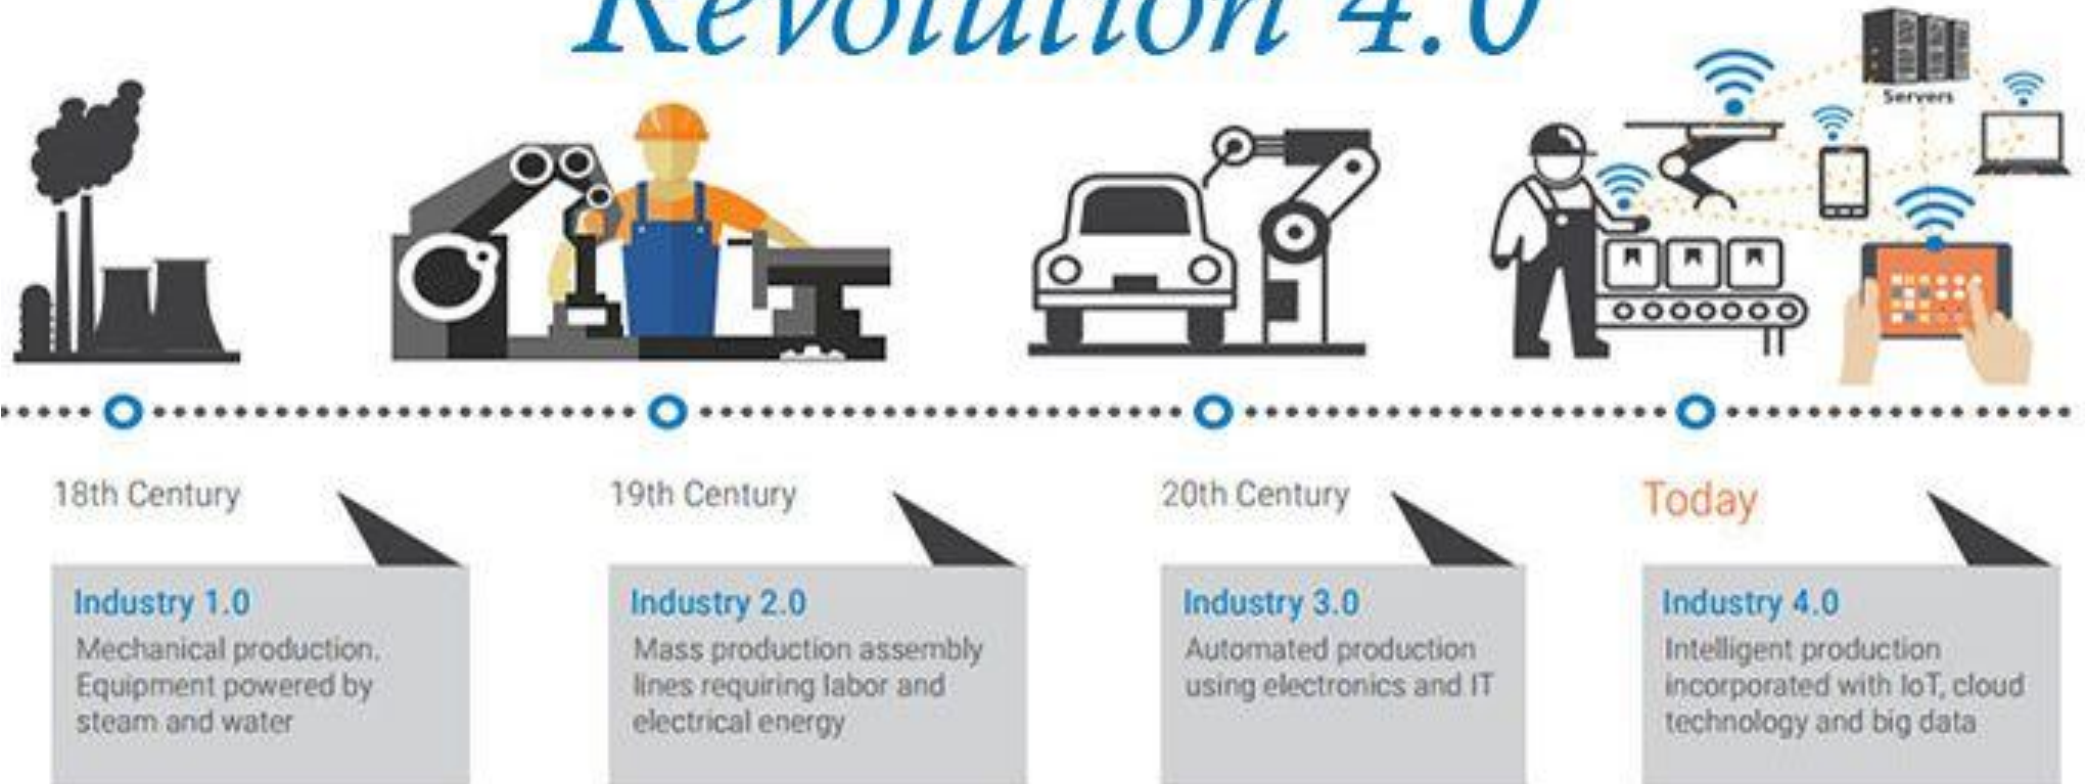 Revolution 4.0
Servers
18th Century
Industry 1.0
Mechanical production.
Equipment powered by
steam and water
19th Century
Industry 2.0
Mass production assembly
lines requiring labor and
electrical energy
20th Century
Industry 3.0
Automated production
using electronics and IT
Today
Industry 4.0
Intelligent production
incorporated with IoT, cloud
technology and big data